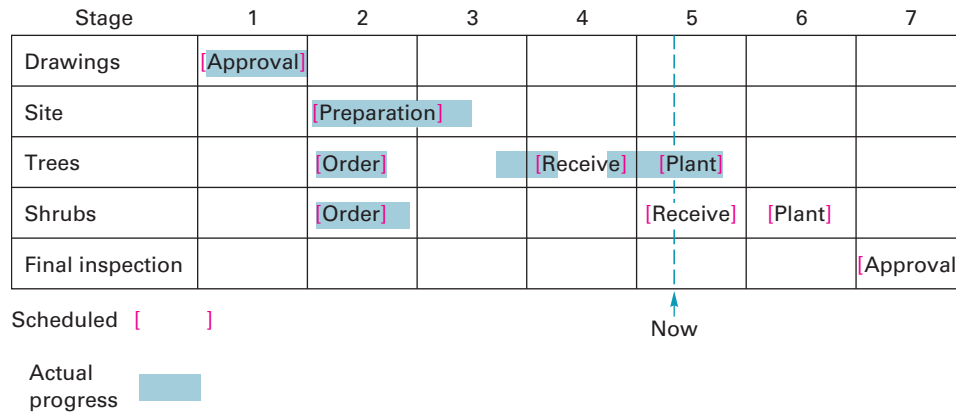 Stage 1 2 3 4 5 6 7
Drawings [Approval]
Site [Preparation]
Trees [Order] [Receive] [Plant]
Shrubs [Order] [Receive] [Plant]
Final inspection [Approval
Scheduled [ ]
Now
Actual
progress